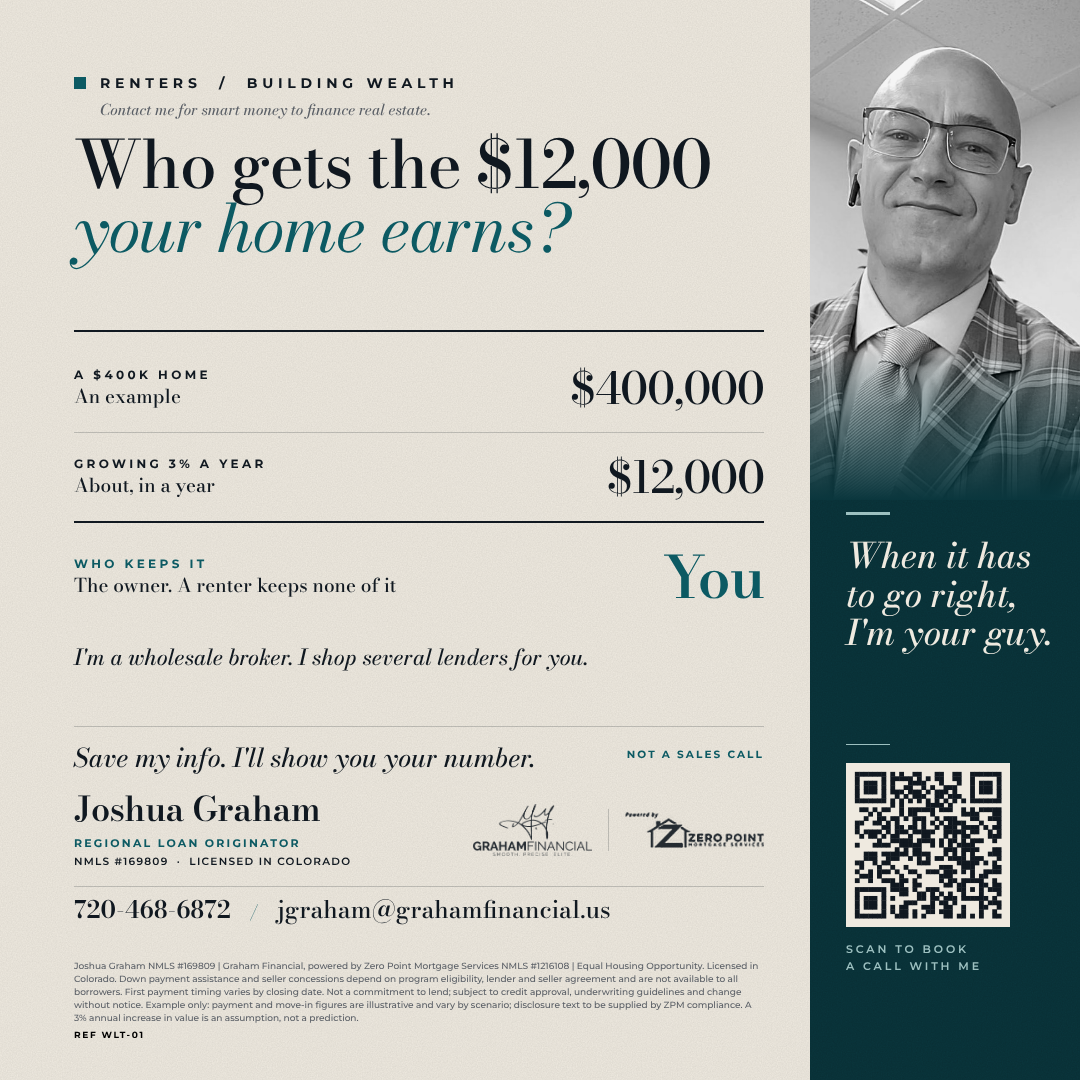 RENTERS / BUILDING WEALTH
Contact me for smart money to finance real estate.
Who gets the $12,000
your home earns?
A $400K HOME
An example
$400,000
GROWING 3% A YEAR
About, in a year
$12,000
WHO KEEPS IT
The owner. A renter keeps none of it
You
I'm a wholesale broker. I shop several lenders for you.
Save my info. I'll show you your number.
NOT A SALES CALL
Joshua Graham
REGIONAL LOAN ORIGINATOR
NMLS #169809 · LICENSED IN COLORADO
GRAHAMFINANCIAL
SMOOTH. PRECISE. ELITE.
Powered by
ZERO POINT
MORTGAGE SERVICES
720-468-6872 / jgraham@grahamfinancial.us
Joshua Graham NMLS #169809 | Graham Financial, powered by Zero Point Mortgage Services NMLS #1216108 | Equal Housing Opportunity. Licensed in
Colorado. Down payment assistance and seller concessions depend on program eligibility, lender and seller agreement and are not available to all
borrowers. First payment timing varies by closing date. Not a commitment to lend; subject to credit approval, underwriting guidelines and change
without notice. Example only: payment and move-in figures are illustrative and vary by scenario; disclosure text to be supplied by ZPM compliance. A
3% annual increase in value is an assumption, not a prediction.
REF WLT-01
When it has
to go right,
I'm your guy.
SCAN TO BOOK
A CALL WITH ME